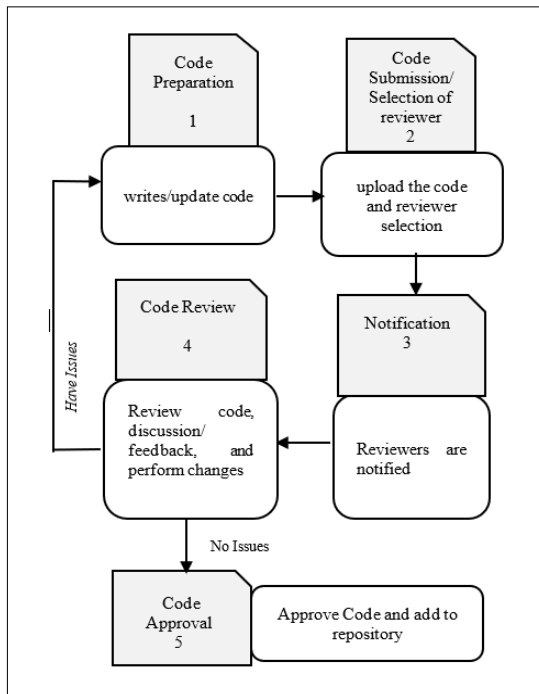 Code
Preparation
1
writes/update code
Code
Submission/
Selection of
reviewer
2
upload the code
and reviewer
selection
Notification
3
Reviewers are
notified
Code Review
4
Review code,
discussion/
feedback, and
perform changes
Have Issues
No Issues
Code
Approval
5
Approve Code and add to
repository